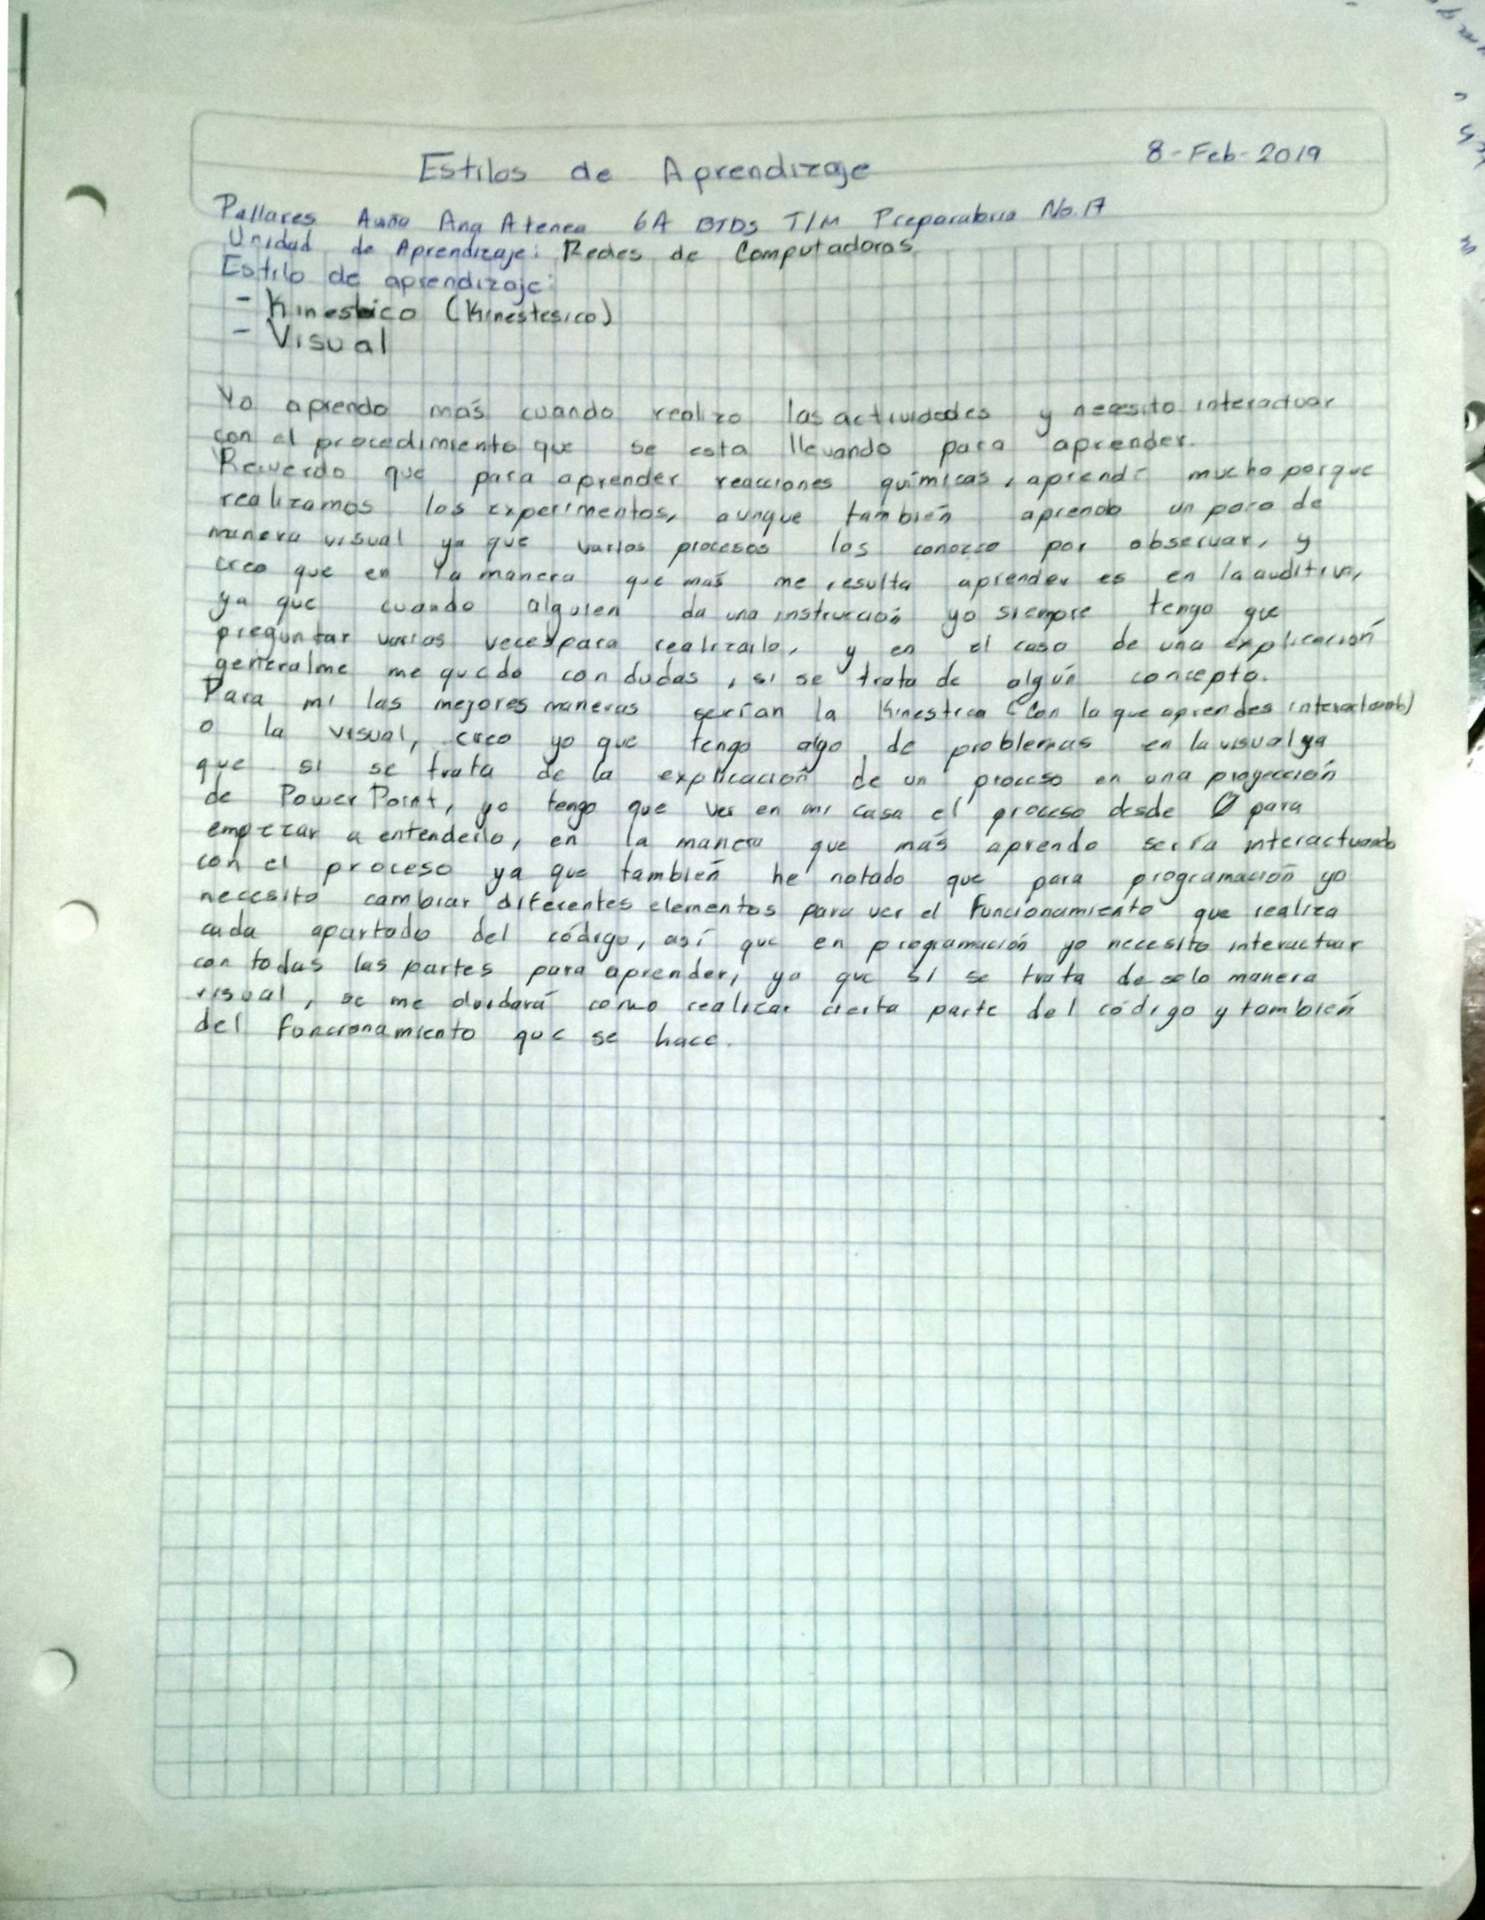 8-Feb-2019
Estilos de Aprendizaje
Pallares Ana Atenea 6A BTDS T/M Preparatoria No. 17
Unidad de Aprendizaje: Redes de Computadoras
Estilo de aprendizaje:
- Kinestico (Kinestesico)
- Visual
Yo aprendo más cuando realizo las actividades y necesito interactuar
con el procedimiento que se esta llevando para aprender.
Recuerdo que para aprender reacciones químicas, aprendí mucho porque
realizamos los experimentos, aunque también aprendo un poco de
manera visual ya que varios procesos los conozco por observar, y
creo que en la manera que más me resulta aprender es en la auditiva,
ya que cuando alguien da una instrucción yo siempre tengo que
preguntar varias veces para realizarlo, y en el caso de una explicación
generalme me quedo con dudas, si se trata de algún concepto.
Para mi las mejores maneras serían la Kinestica (Con la que aprendes interactuando)
o la visual, creo yo que tengo algo de problemas en la visual ya
que si se trata de la explicación de un proceso en una proyección
de Power Point, yo tengo que ver en mi casa el proceso desde 0 para
empezar a entenderlo, en la manera que más aprendo sería interactuando
con el proceso ya que también he notado que para programación yo
necesito cambiar diferentes elementos para ver el funcionamiento que realiza
cada apartado del código, así que en programación yo necesito interactuar
con todas las partes para aprender, ya que si se trata de solo manera
visual, se me olvidará como realizar cierta parte del código y también
del funcionamiento que se hace.